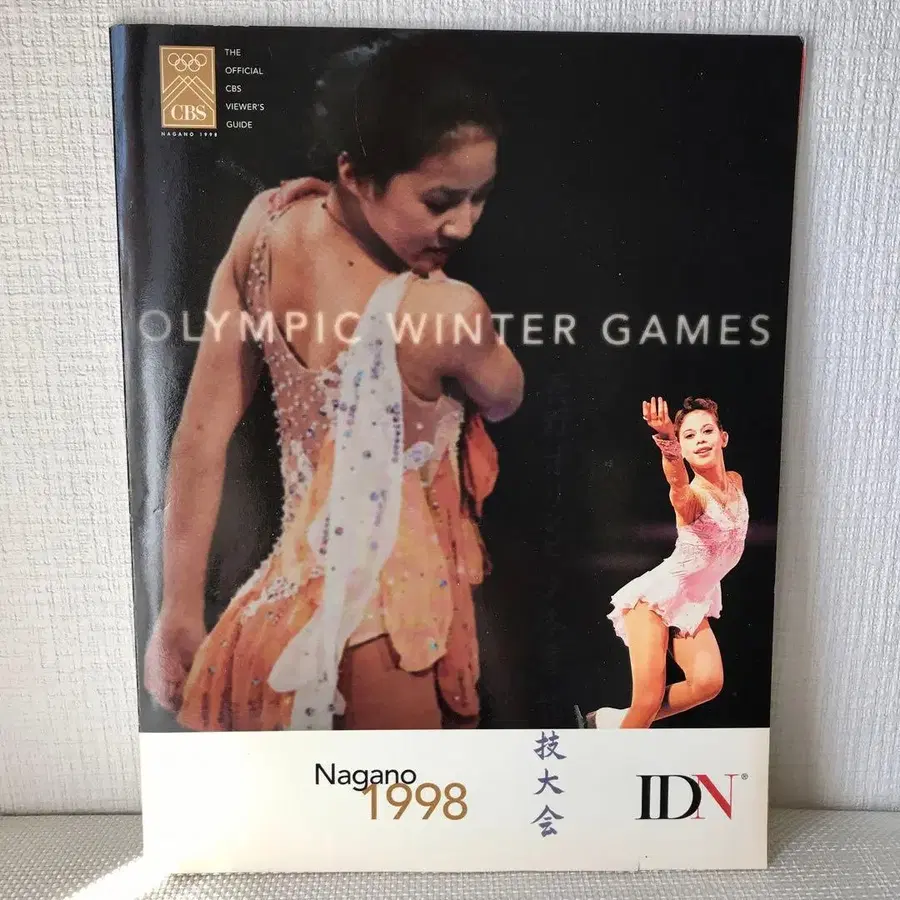 THE
OFFICIAL
CBS
VIEWER'S
GUIDE
CBS
NAGANO 1998
OLYMPIC WINTER GAMES
技
大
会
Nagano
1998
IDN®